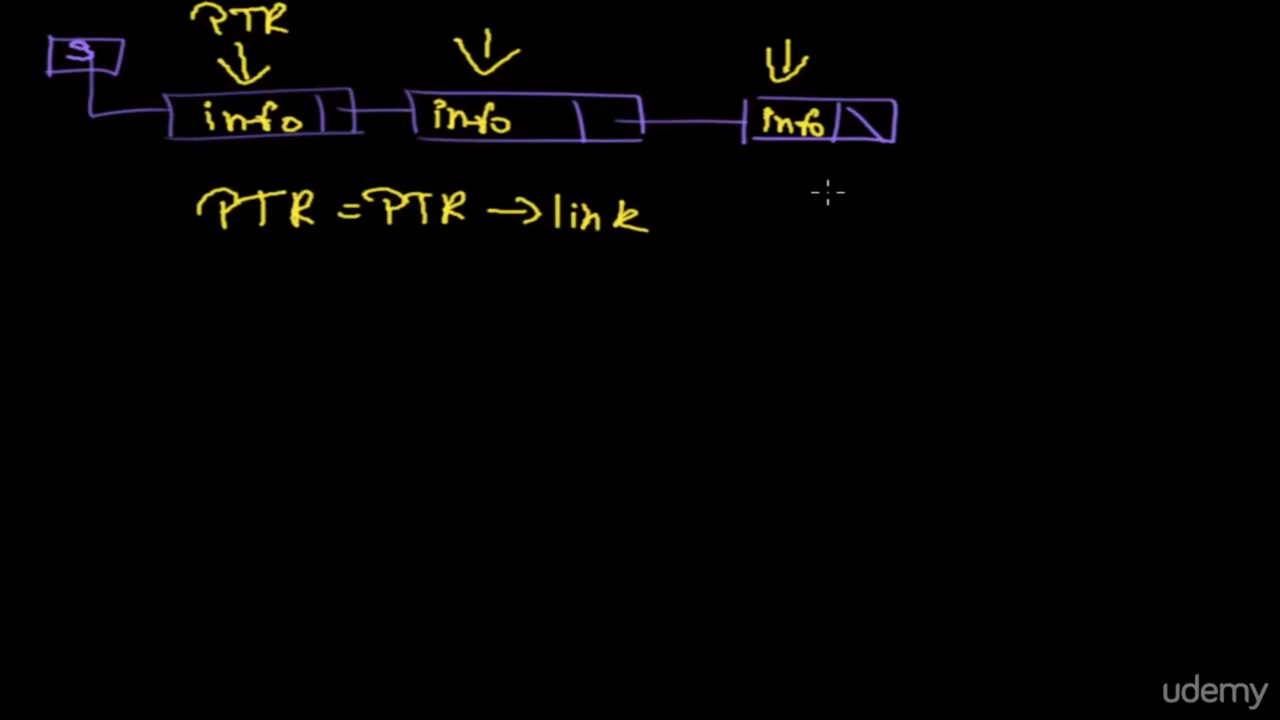 PTR
S
info info info
PTR = PTR → link
udemy